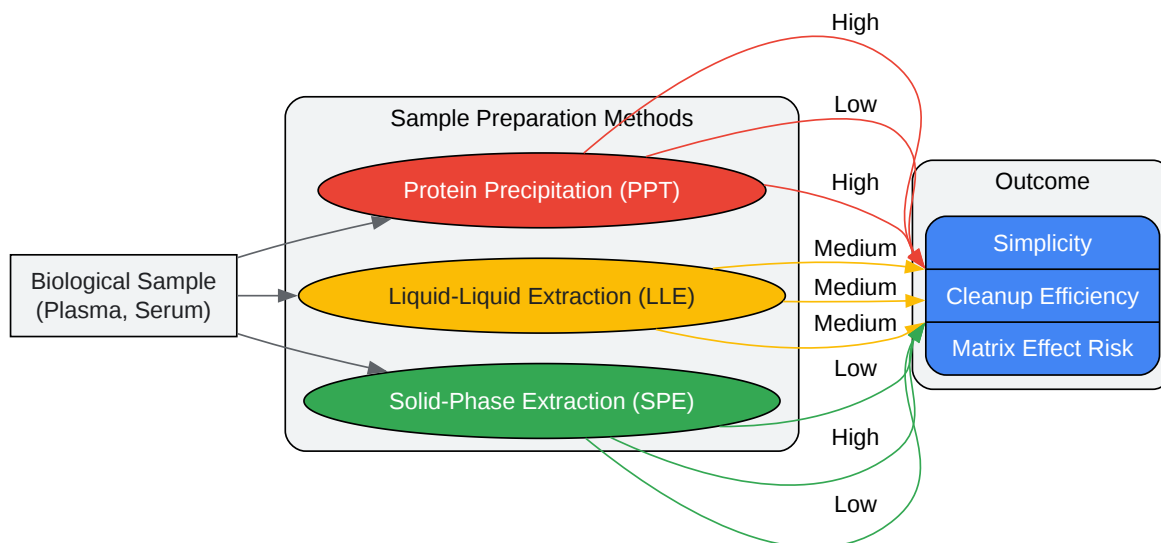 High
Low
High
Sample Preparation Methods
Protein Precipitation (PPT)
Biological Sample
(Plasma, Serum)
Liquid-Liquid Extraction (LLE)
Solid-Phase Extraction (SPE)
Medium
Medium
Medium
Low
High
Low
Outcome
Simplicity
Cleanup Efficiency
Matrix Effect Risk